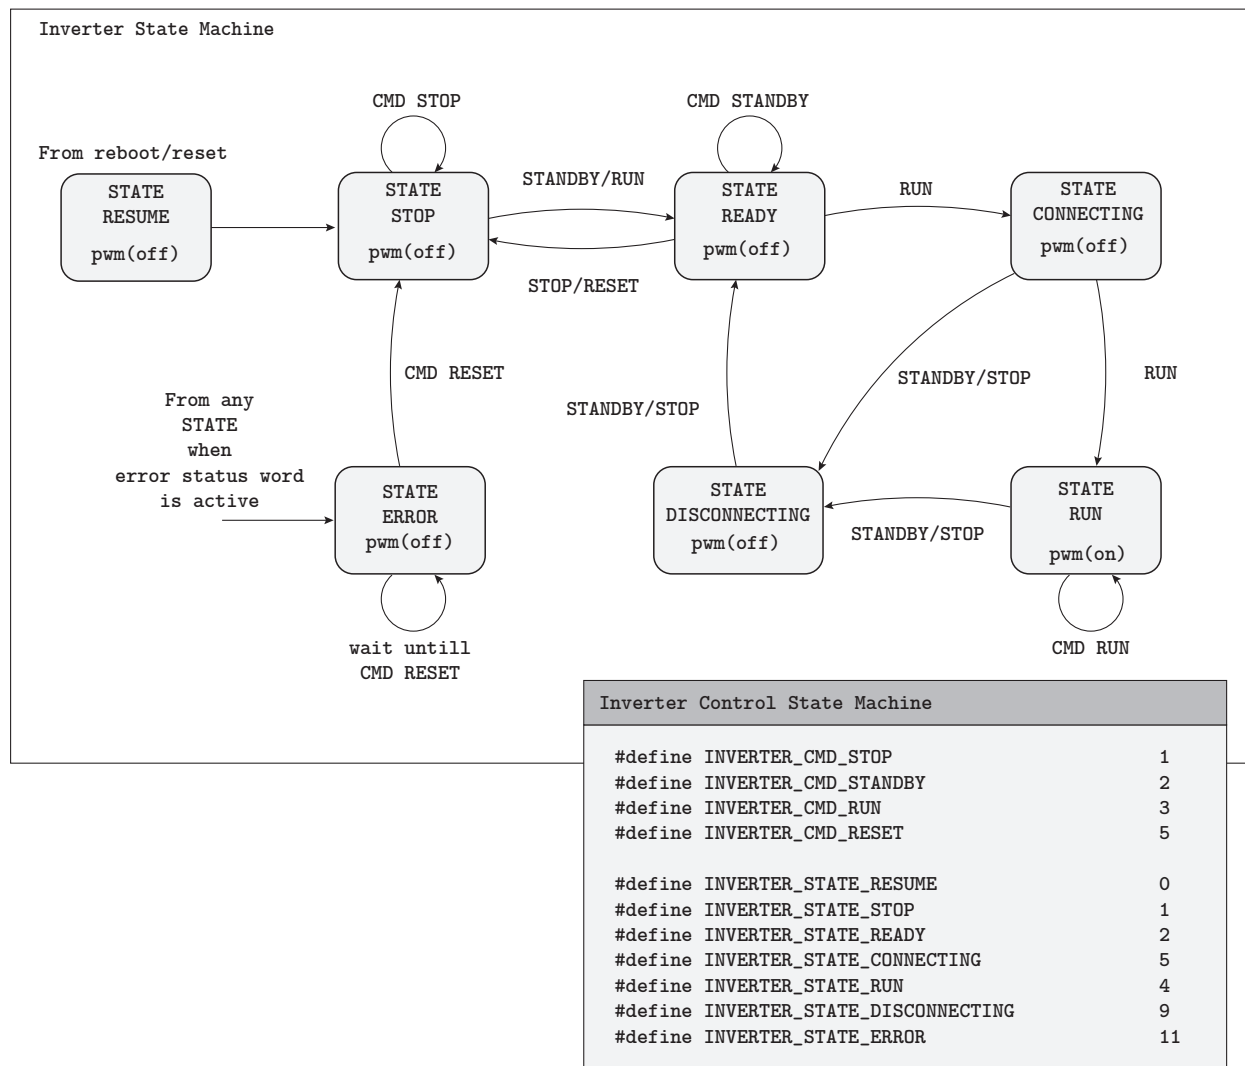 Inverter State Machine
CMD STOP
CMD STANDBY
From reboot/reset
STATE
RESUME
pwm(off)
STATE
STOP
pwm(off)
STANDBY/RUN
STOP/RESET
STATE
READY
pwm(off)
RUN
STATE
CONNECTING
pwm(off)
CMD RESET
STANDBY/STOP
STANDBY/STOP
RUN
From any
STATE
when
error status word
is active
STATE
ERROR
pwm(off)
wait untill
CMD RESET
STATE
DISCONNECTING
pwm(off)
STANDBY/STOP
STATE
RUN
pwm(on)
CMD RUN
Inverter Control State Machine
#define INVERTER_CMD_STOP 1
#define INVERTER_CMD_STANDBY 2
#define INVERTER_CMD_RUN 3
#define INVERTER_CMD_RESET 5
#define INVERTER_STATE_RESUME 0
#define INVERTER_STATE_STOP 1
#define INVERTER_STATE_READY 2
#define INVERTER_STATE_CONNECTING 5
#define INVERTER_STATE_RUN 4
#define INVERTER_STATE_DISCONNECTING 9
#define INVERTER_STATE_ERROR 11